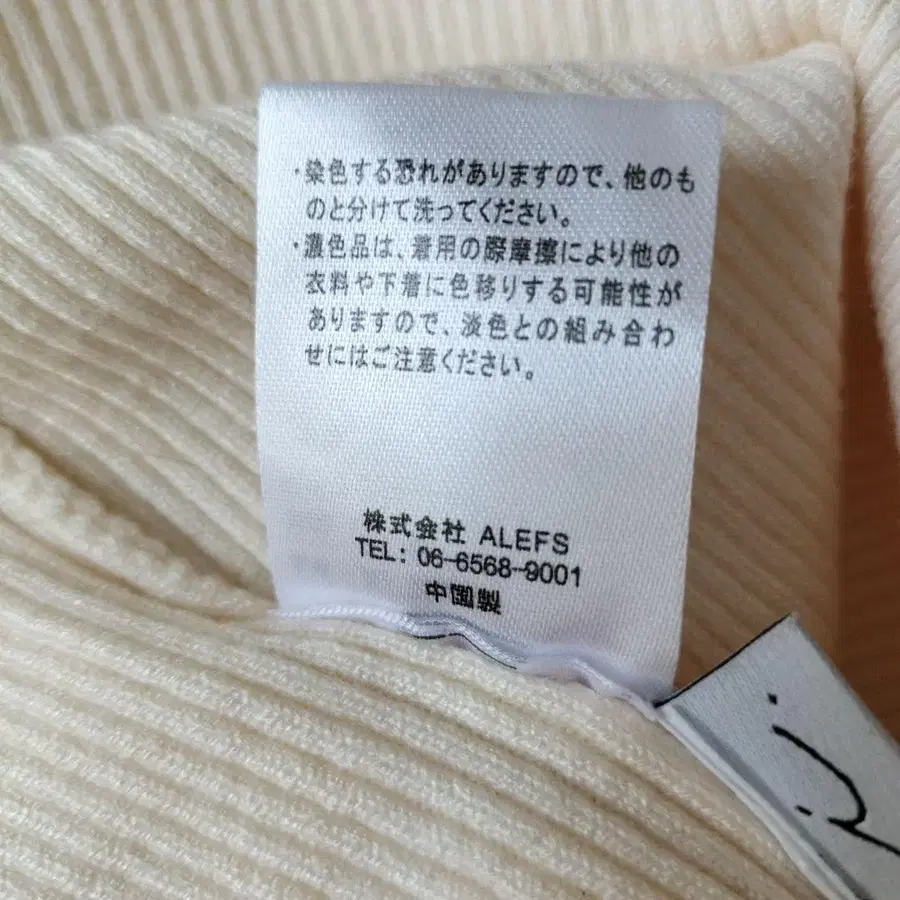 ・染色する恐れがありますので、他のも
のと分けて洗ってください。
・濃色品は、着用の際摩擦により他の
衣料や下着に色移りする可能性が
ありますので、淡色との組み合わ
せにはご注意ください。
株式会社 ALEFS
TEL: 06-6568-9001
中国製